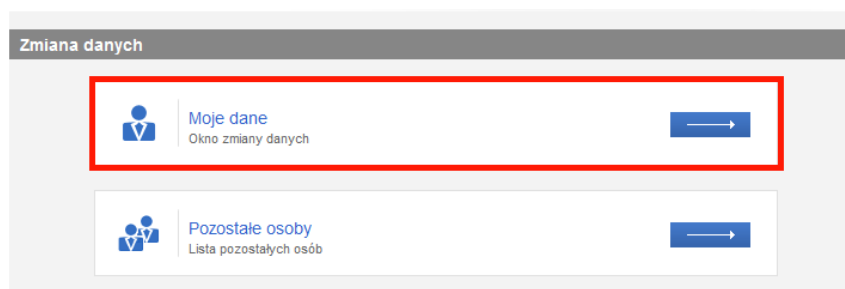 Zmiana danych
Moje dane
Okno zmiany danych
Pozostałe osoby
Lista pozostałych osób